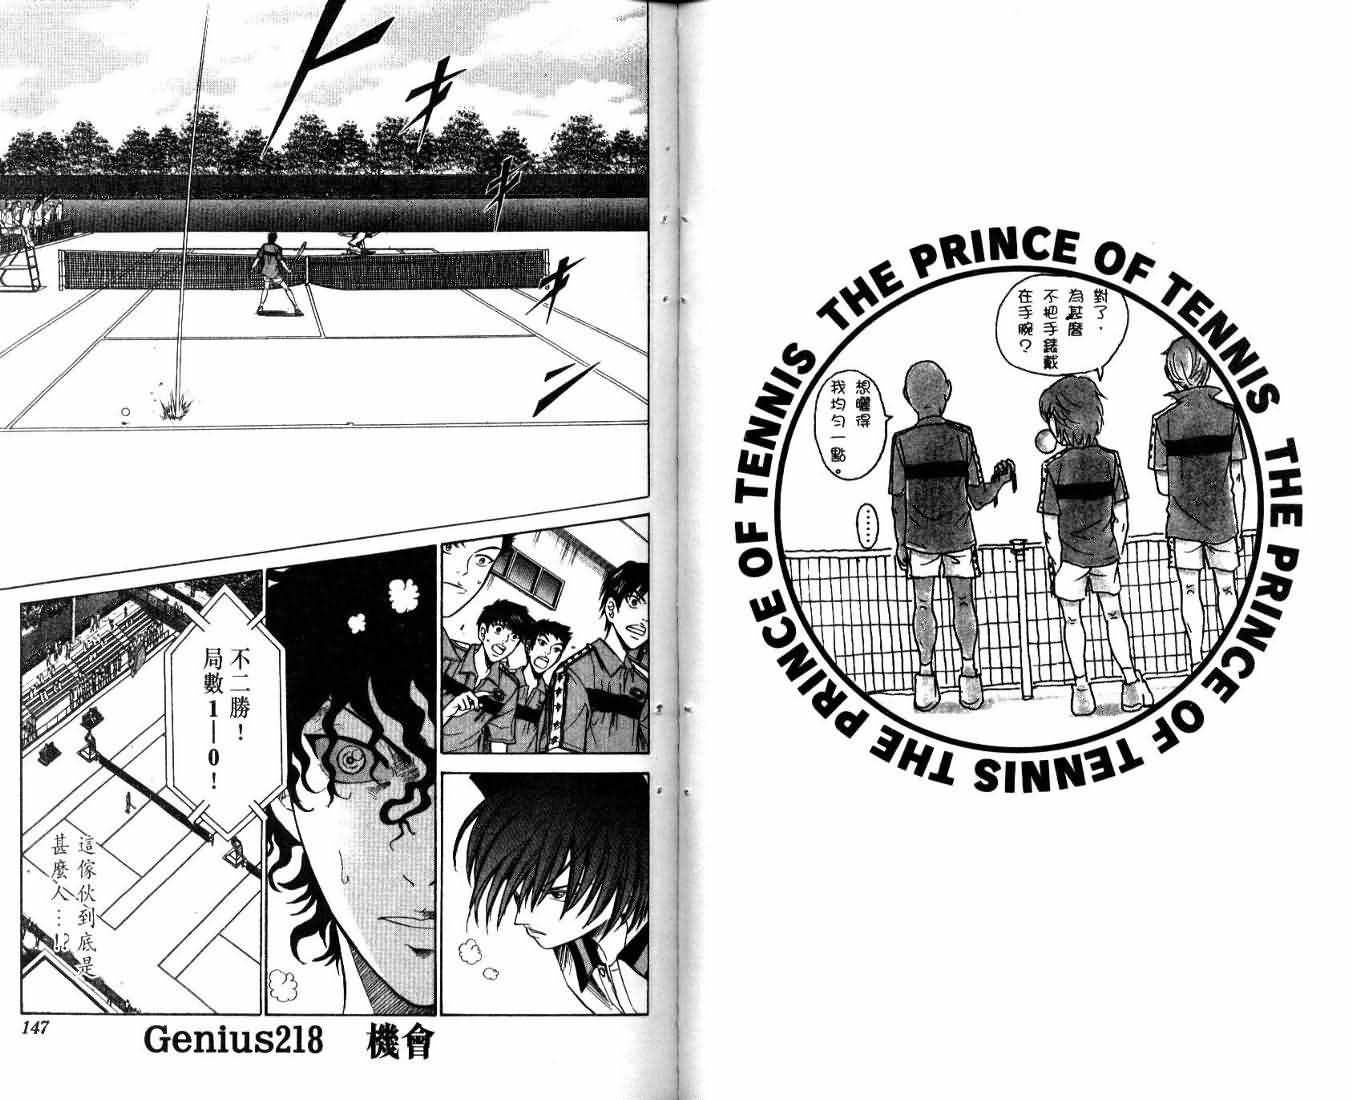 THE PRINCE OF TENNIS THE PRINCE OF TENNIS THE PRINCE OF TENNIS
對了，
為甚麼
不把手錶戴
在手腕？
想曬得
我均勻一點。
……
ドキキキン
不二勝！
局數1—0！
這傢伙到底是
甚麼人…!?
147
Genius218 機會